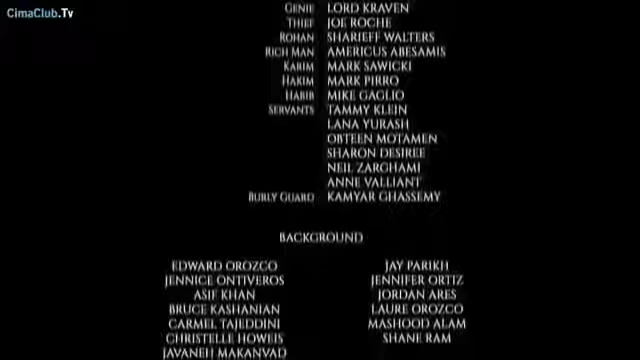 CimaClub.Tv
GENIE LORD KRAVEN
THIEF JOE ROCHE
ROHAN SHARIEFF WALTERS
RICH MAN AMERICUS ABESAMIS
KARIM MARK SAWICKI
HAKIM MARK PIRRO
HABIB MIKE GAGLIO
SERVANTS TAMMY KLEIN
LANA YURASH
OBTEEN MOTAMEN
SHARON DESIREE
NEIL ZARGHAMI
ANNE VALLIANT
BURLY GUARD KAMYAR GHASSEMY
BACKGROUND
EDWARD OROZCO JAY PARIKH
JENNICE ONTIVEROS JENNIFER ORTIZ
ASIF KHAN JORDAN ARES
BRUCE KASHANIAN LAURE OROZCO
CARMEL TAJEDDINI MASHOOD ALAM
CHRISTELLE HOWEIS SHANE RAM
JAVANEH MAKANVAD